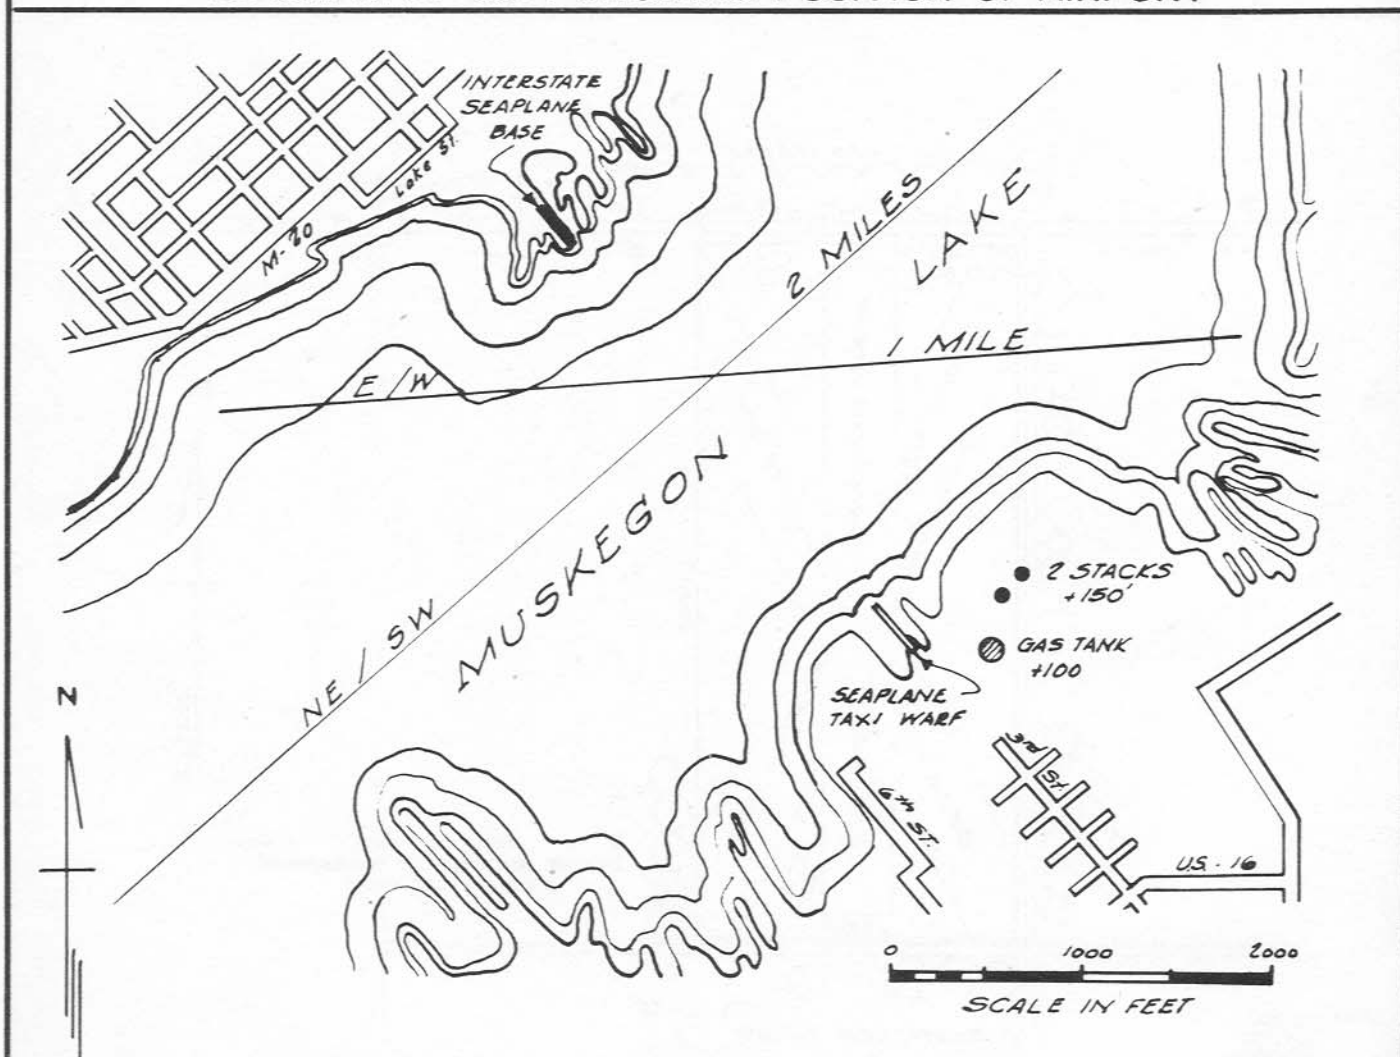 INTERSTATE
SEAPLANE
BASE
Lake St.
M-20
2 MILES
LAKE
1 MILE
E/W
MUSKEGON
NE / SW
2 STACKS
+150'
GAS TANK
+100
SEAPLANE
TAXI WARF
N
3rd St.
6th ST.
U.S.-16
0 1000 2000
SCALE IN FEET